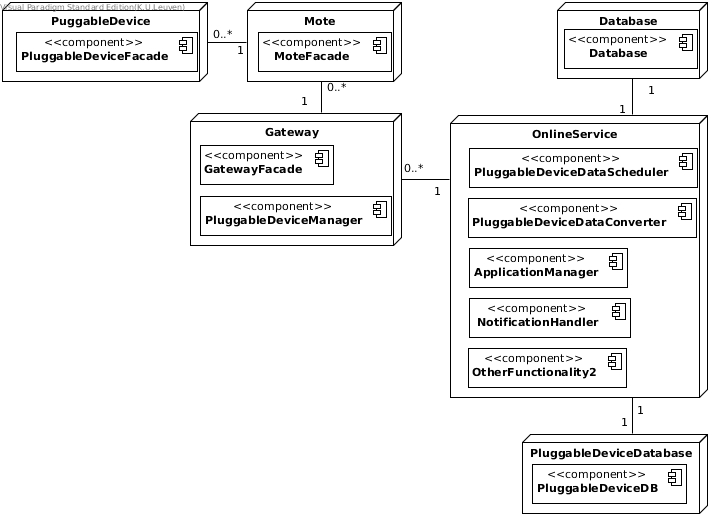 Visual Paradigm Standard Edition(K.U.Leuven)
PuggableDevice
<<component>>
PluggableDeviceFacade
0..*
1
Mote
<<component>>
MoteFacade
0..*
1
Database
<<component>>
Database
1
1
Gateway
<<component>>
GatewayFacade
<<component>>
PluggableDeviceManager
0..*
1
OnlineService
<<component>>
PluggableDeviceDataScheduler
<<component>>
PluggableDeviceDataConverter
<<component>>
ApplicationManager
<<component>>
NotificationHandler
<<component>>
OtherFunctionality2
1
1
PluggableDeviceDatabase
<<component>>
PluggableDeviceDB